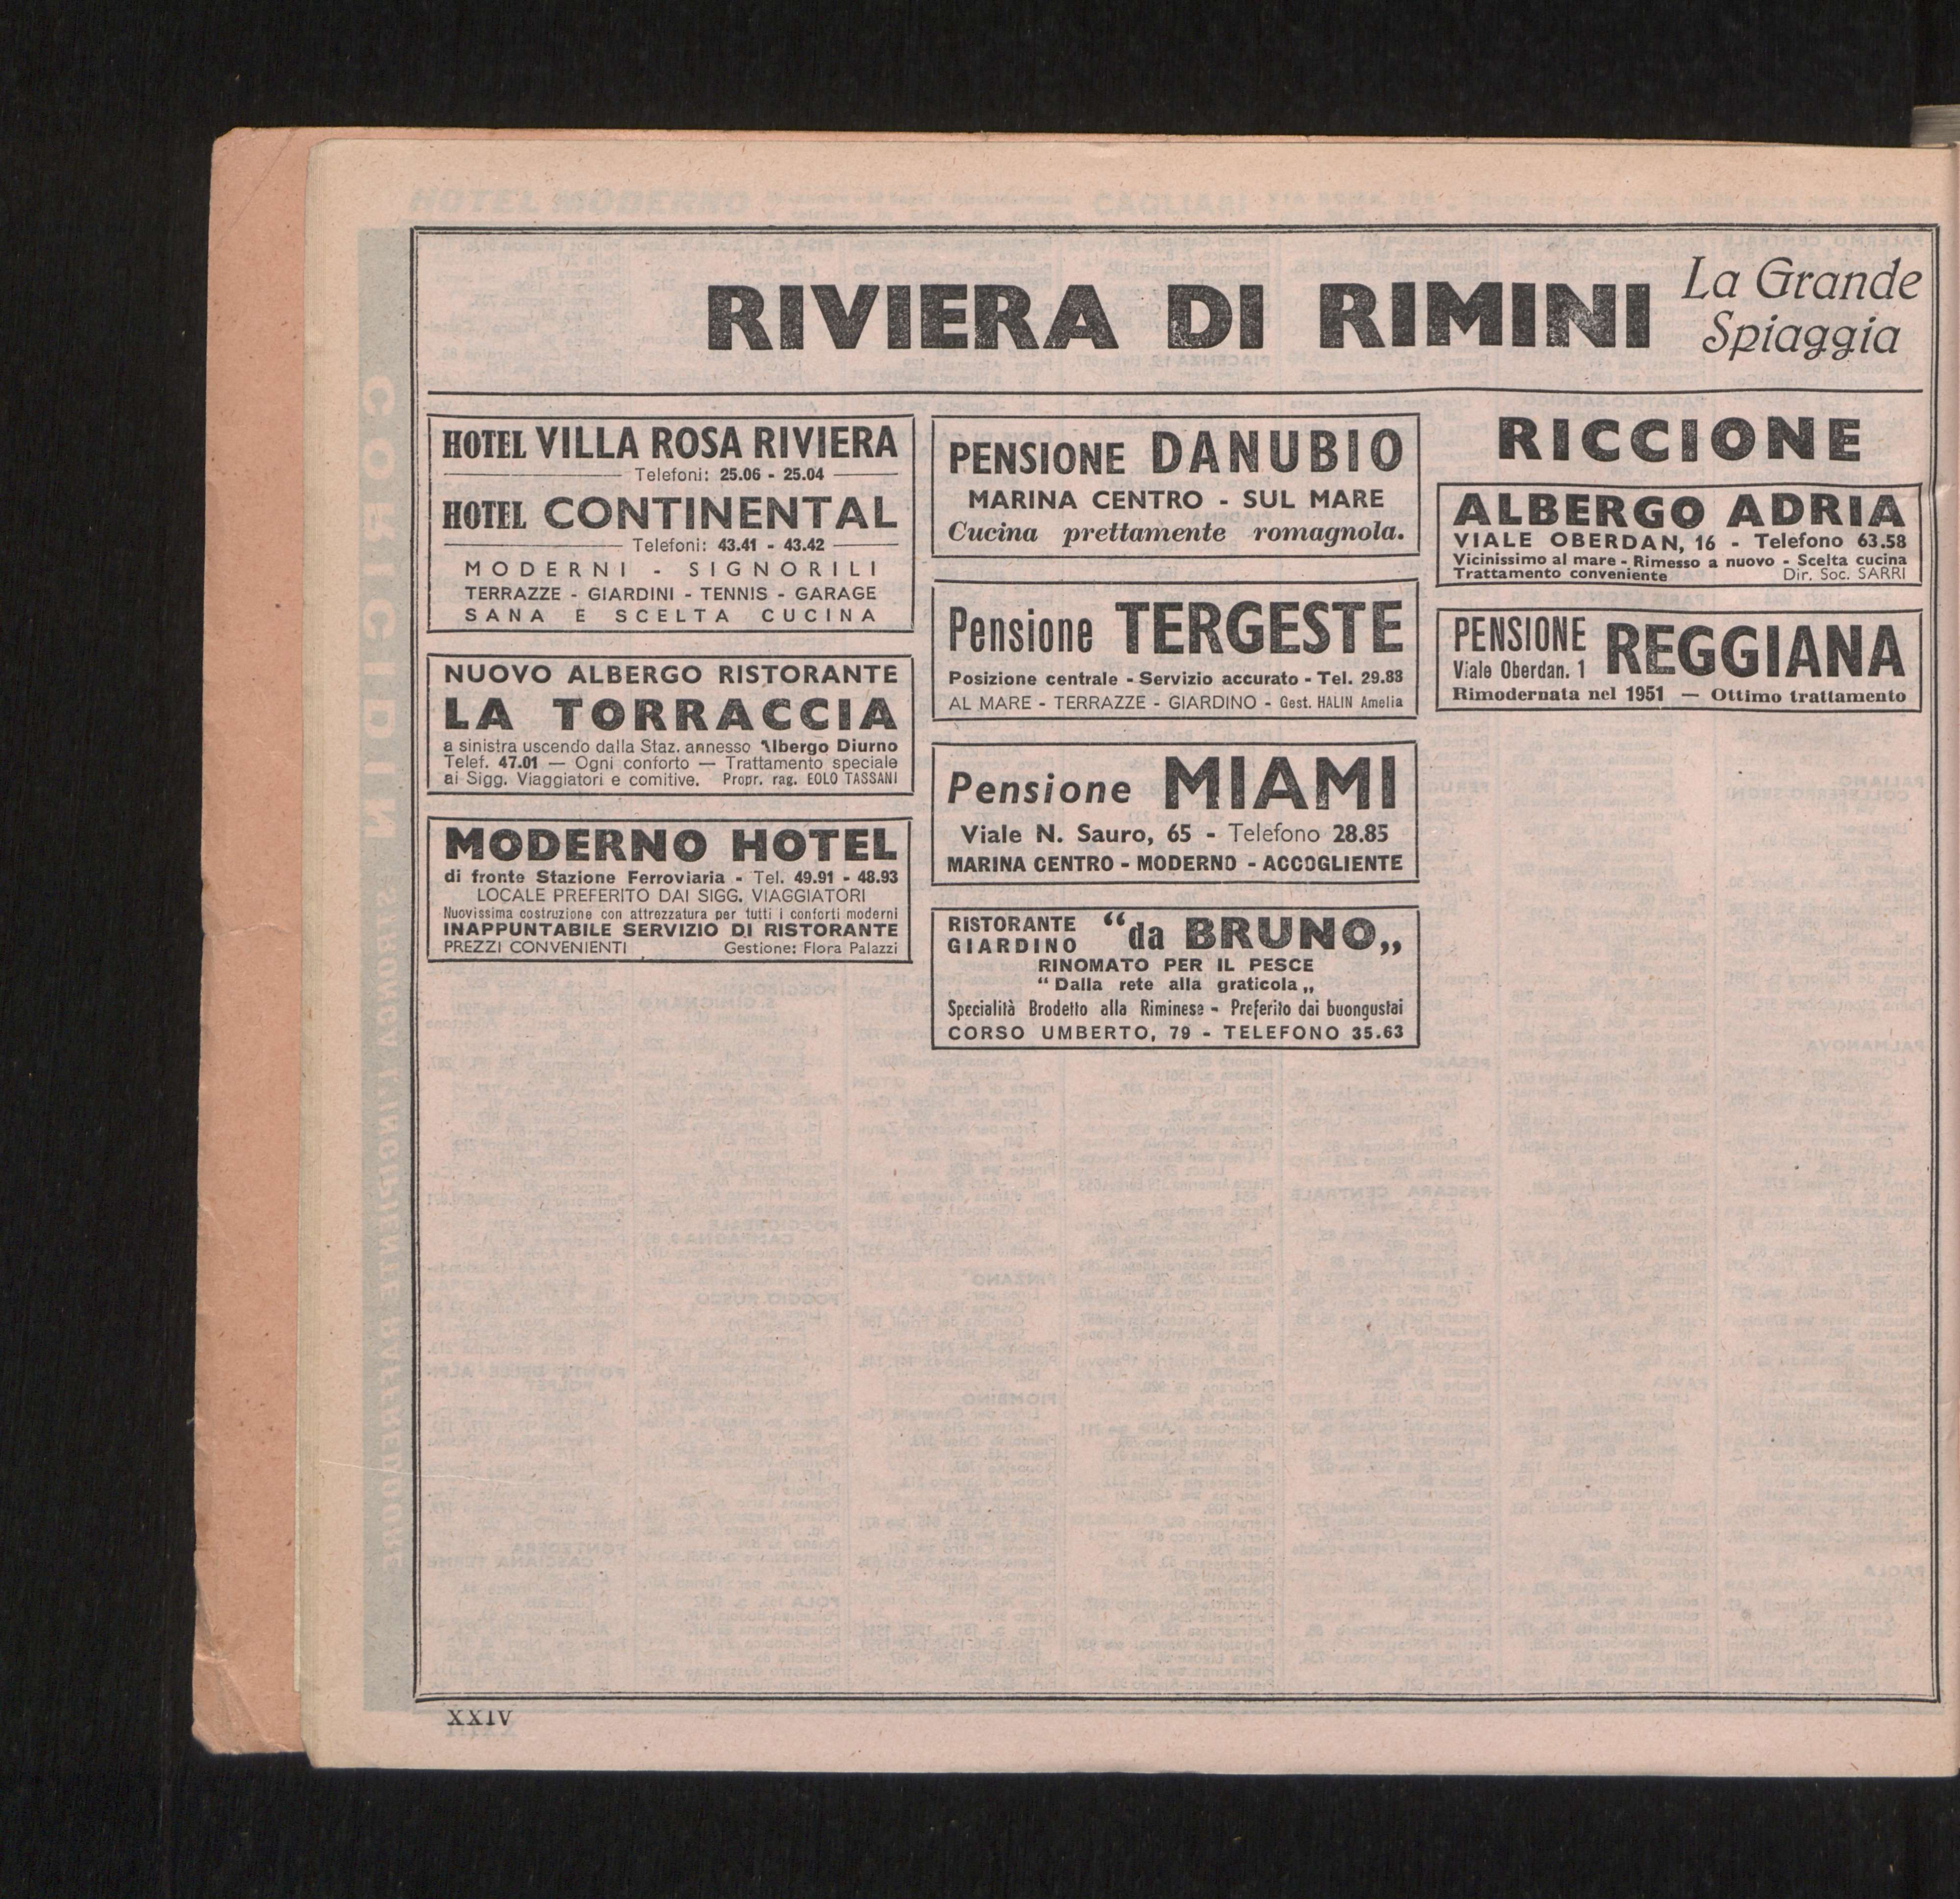 RIVIERA DI RIMINI
La Grande
Spiaggia
HOTEL VILLA ROSA RIVIERA
Telefoni: 25.06 - 25.04
HOTEL CONTINENTAL
Telefoni: 43.41 - 43.42
MODERNI - SIGNORILI
TERRAZZE - GIARDINI - TENNIS - GARAGE
SANA E SCELTA CUCINA
NUOVO ALBERGO RISTORANTE
LA TORRACCIA
a sinistra uscendo dalla Staz. annesso Albergo Diurno
Telef. 47.01 — Ogni conforto — Trattamento speciale
ai Sigg. Viaggiatori e comitive. Propr. rag. EOLO TASSANI
MODERNO HOTEL
di fronte Stazione Ferroviaria - Tel. 49.91 - 48.93
LOCALE PREFERITO DAI SIGG. VIAGGIATORI
Nuovissima costruzione con attrezzatura per tutti i conforti moderni
INAPPUNTABILE SERVIZIO DI RISTORANTE
PREZZI CONVENIENTI Gestione: Flora Palazzi
PENSIONE DANUBIO
MARINA CENTRO - SUL MARE
Cucina prettamente romagnola.
Pensione TERGESTE
Posizione centrale - Servizio accurato - Tel. 29.83
AL MARE - TERRAZZE - GIARDINO - Gest. HALIN Amelia
Pensione MIAMI
Viale N. Sauro, 65 - Telefono 28.85
MARINA CENTRO - MODERNO - ACCOGLIENTE
RISTORANTE
GIARDINO
“da BRUNO„
RINOMATO PER IL PESCE
“Dalla rete alla graticola„
Specialità Brodetto alla Riminese - Preferito dai buongustai
CORSO UMBERTO, 79 - TELEFONO 35.63
RICCIONE
ALBERGO ADRIA
VIALE OBERDAN, 16 - Telefono 63.58
Vicinissimo al mare - Rimesso a nuovo - Scelta cucina
Trattamento conveniente Dir. Soc. SARRI
PENSIONE
Viale Oberdan. 1
REGGIANA
Rimodernata nel 1951 — Ottimo trattamento
XXIV